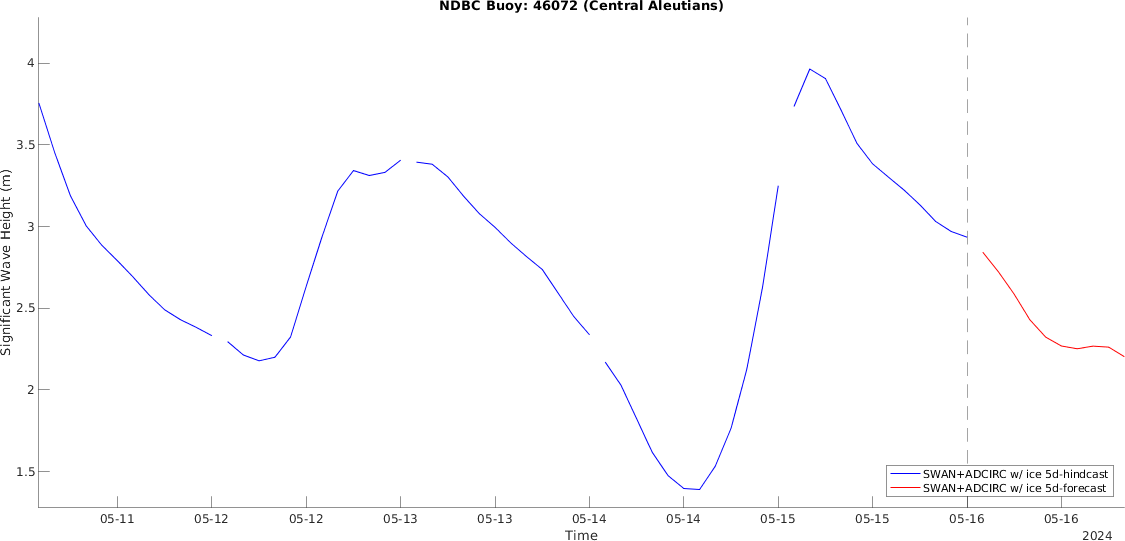 NDBC Buoy: 46072 (Central Aleutians)
Significant Wave Height (m)
4
3.5
3
2.5
2
1.5
SWAN+ADCIRC w/ ice 5d-hindcast
SWAN+ADCIRC w/ ice 5d-forecast
05-11 05-12 05-12 05-13 05-13 05-14 05-14 05-15 05-15 05-16 05-16
Time
2024